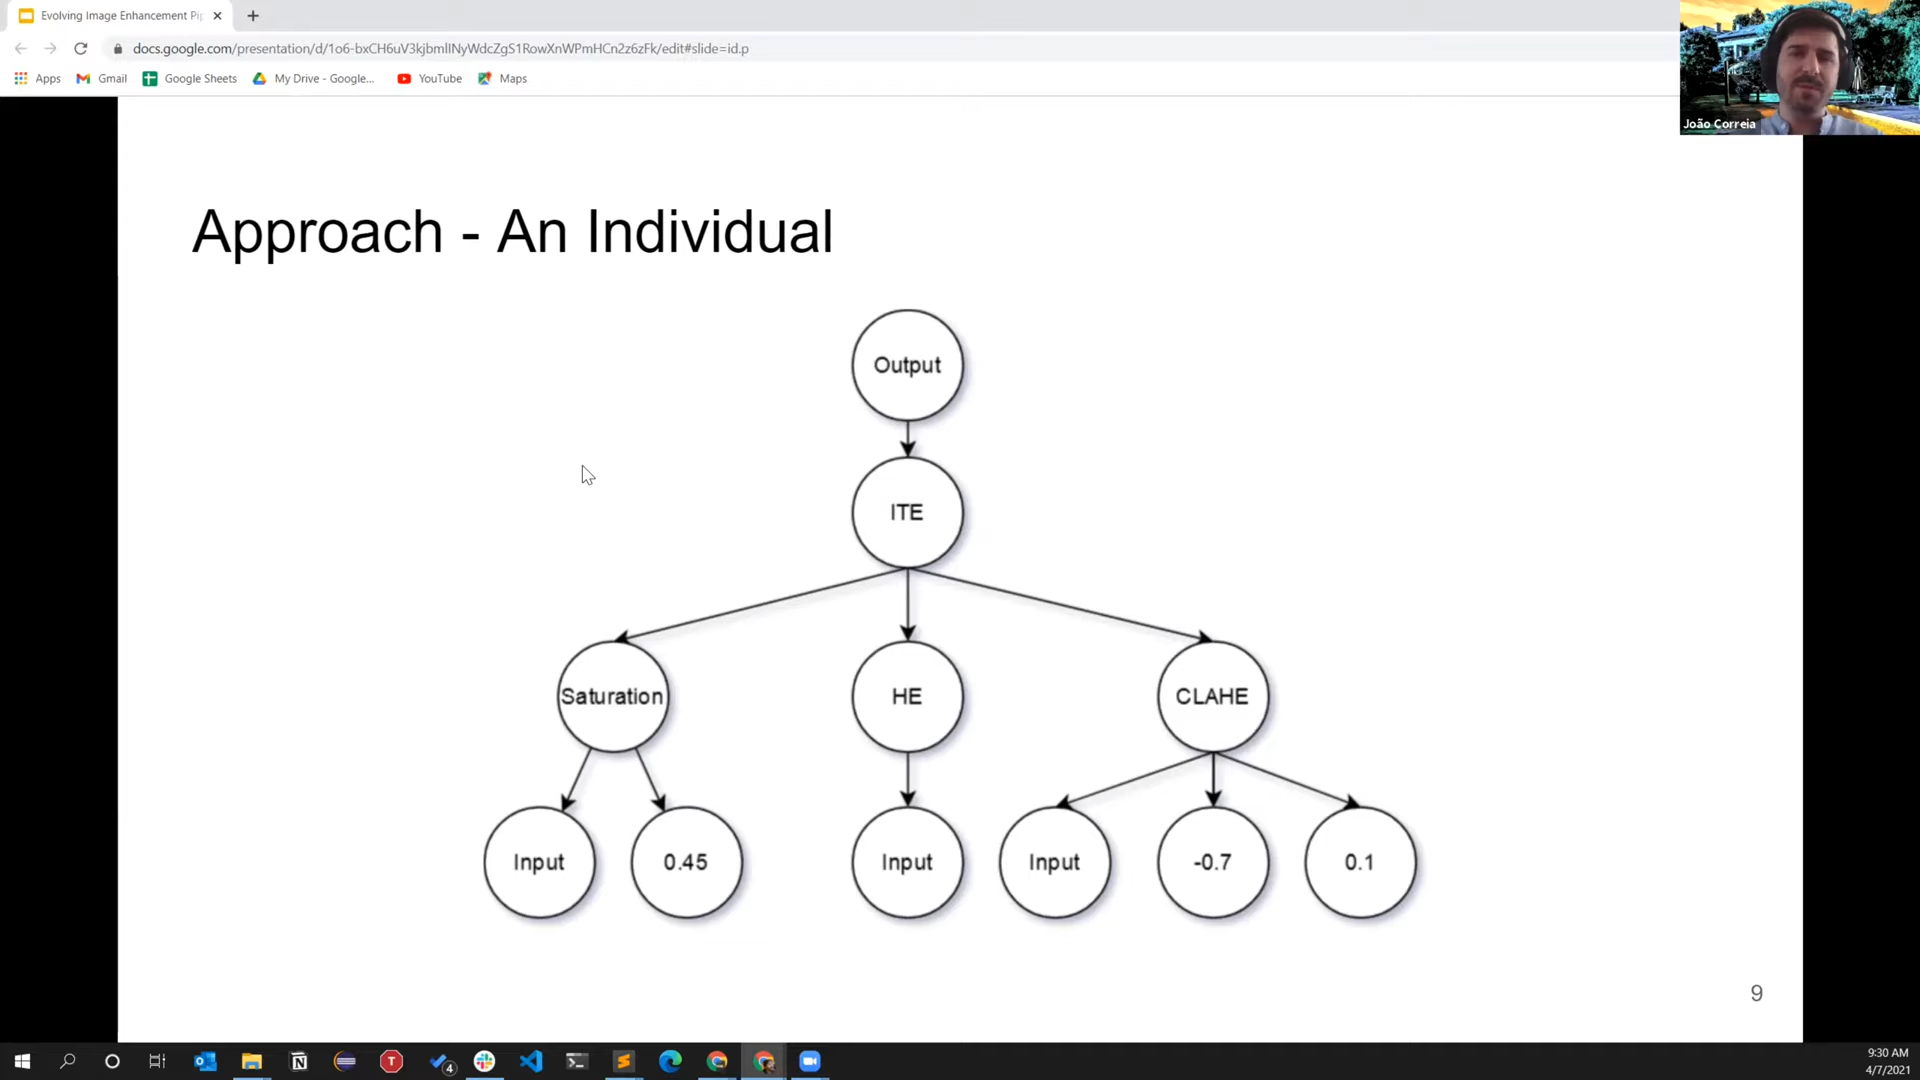 Evolving Image Enhancement Pip
docs.google.com/presentation/d/1o6-bxCH6uV3kjbmlINyWdcZgS1RowXnWPmHCn2z6zFk/edit#slide=id.p
Apps Gmail Google Sheets My Drive - Google... YouTube Maps
João Correia
Approach - An Individual
Output
ITE
Saturation HE CLAHE
Input 0.45 Input Input -0.7 0.1
9
4
9:30 AM
4/7/2021